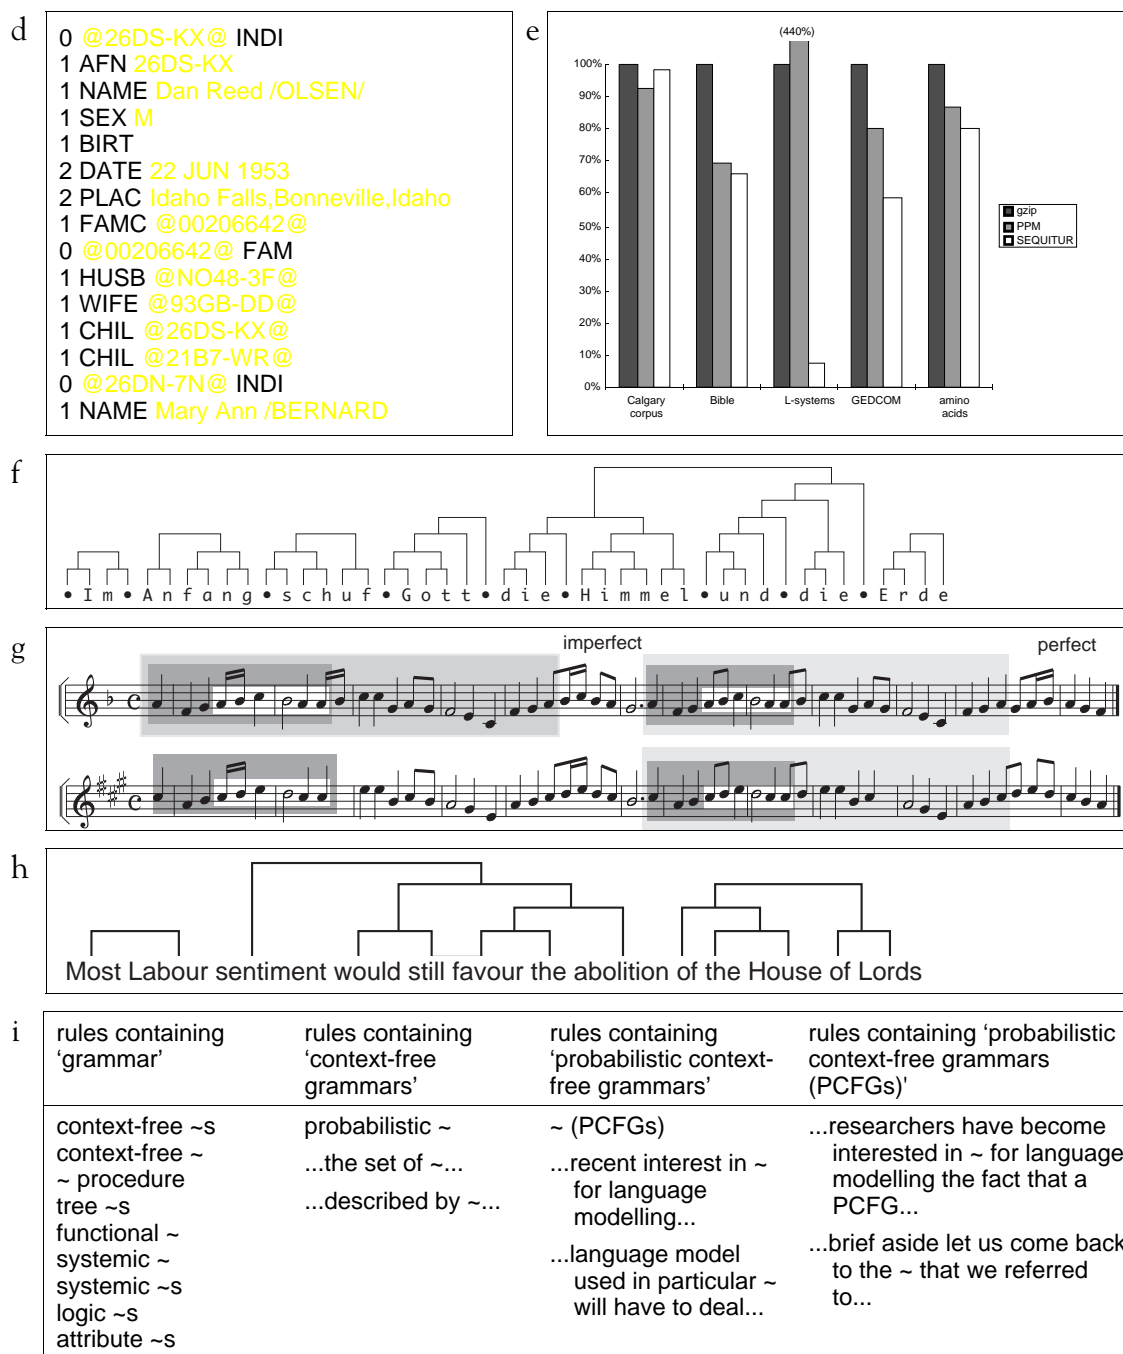 d
0 @26DS-KX@ INDI
1 AFN 26DS-KX
1 NAME Dan Reed /OLSEN/
1 SEX M
1 BIRT
2 DATE 22 JUN 1953
2 PLAC Idaho Falls,Bonneville,Idaho
1 FAMC @00206642@
0 @00206642@ FAM
1 HUSB @NO48-3F@
1 WIFE @93GB-DD@
1 CHIL @26DS-KX@
1 CHIL @21B7-WR@
0 @26DN-7N@ INDI
1 NAME Mary Ann /BERNARD
e
(440%)
100%
90%
80%
70%
60%
50%
40%
30%
20%
10%
0%
Calgary corpus
Bible
L-systems
GEDCOM
amino acids
gzip
PPM
SEQUITUR
f
•Im•Anfang•schuf•Gott•die•Himmel•und•die•Erde
g
imperfect
perfect
h
Most Labour sentiment would still favour the abolition of the House of Lords
i
rules containing
'grammar'
context-free ~s
context-free ~
~ procedure
tree ~s
functional ~
systemic ~
systemic ~s
logic ~s
attribute ~s
rules containing
'context-free
grammars'
probabilistic ~
...the set of ~...
...described by ~...
rules containing
'probabilistic context-
free grammars'
~ (PCFGs)
...recent interest in ~
for language
modelling...
...language model
used in particular ~
will have to deal...
rules containing 'probabilistic
context-free grammars
(PCFGs)'
...researchers have become
interested in ~ for language
modelling the fact that a
PCFG...
...brief aside let us come back
to the ~ that we referred
to...